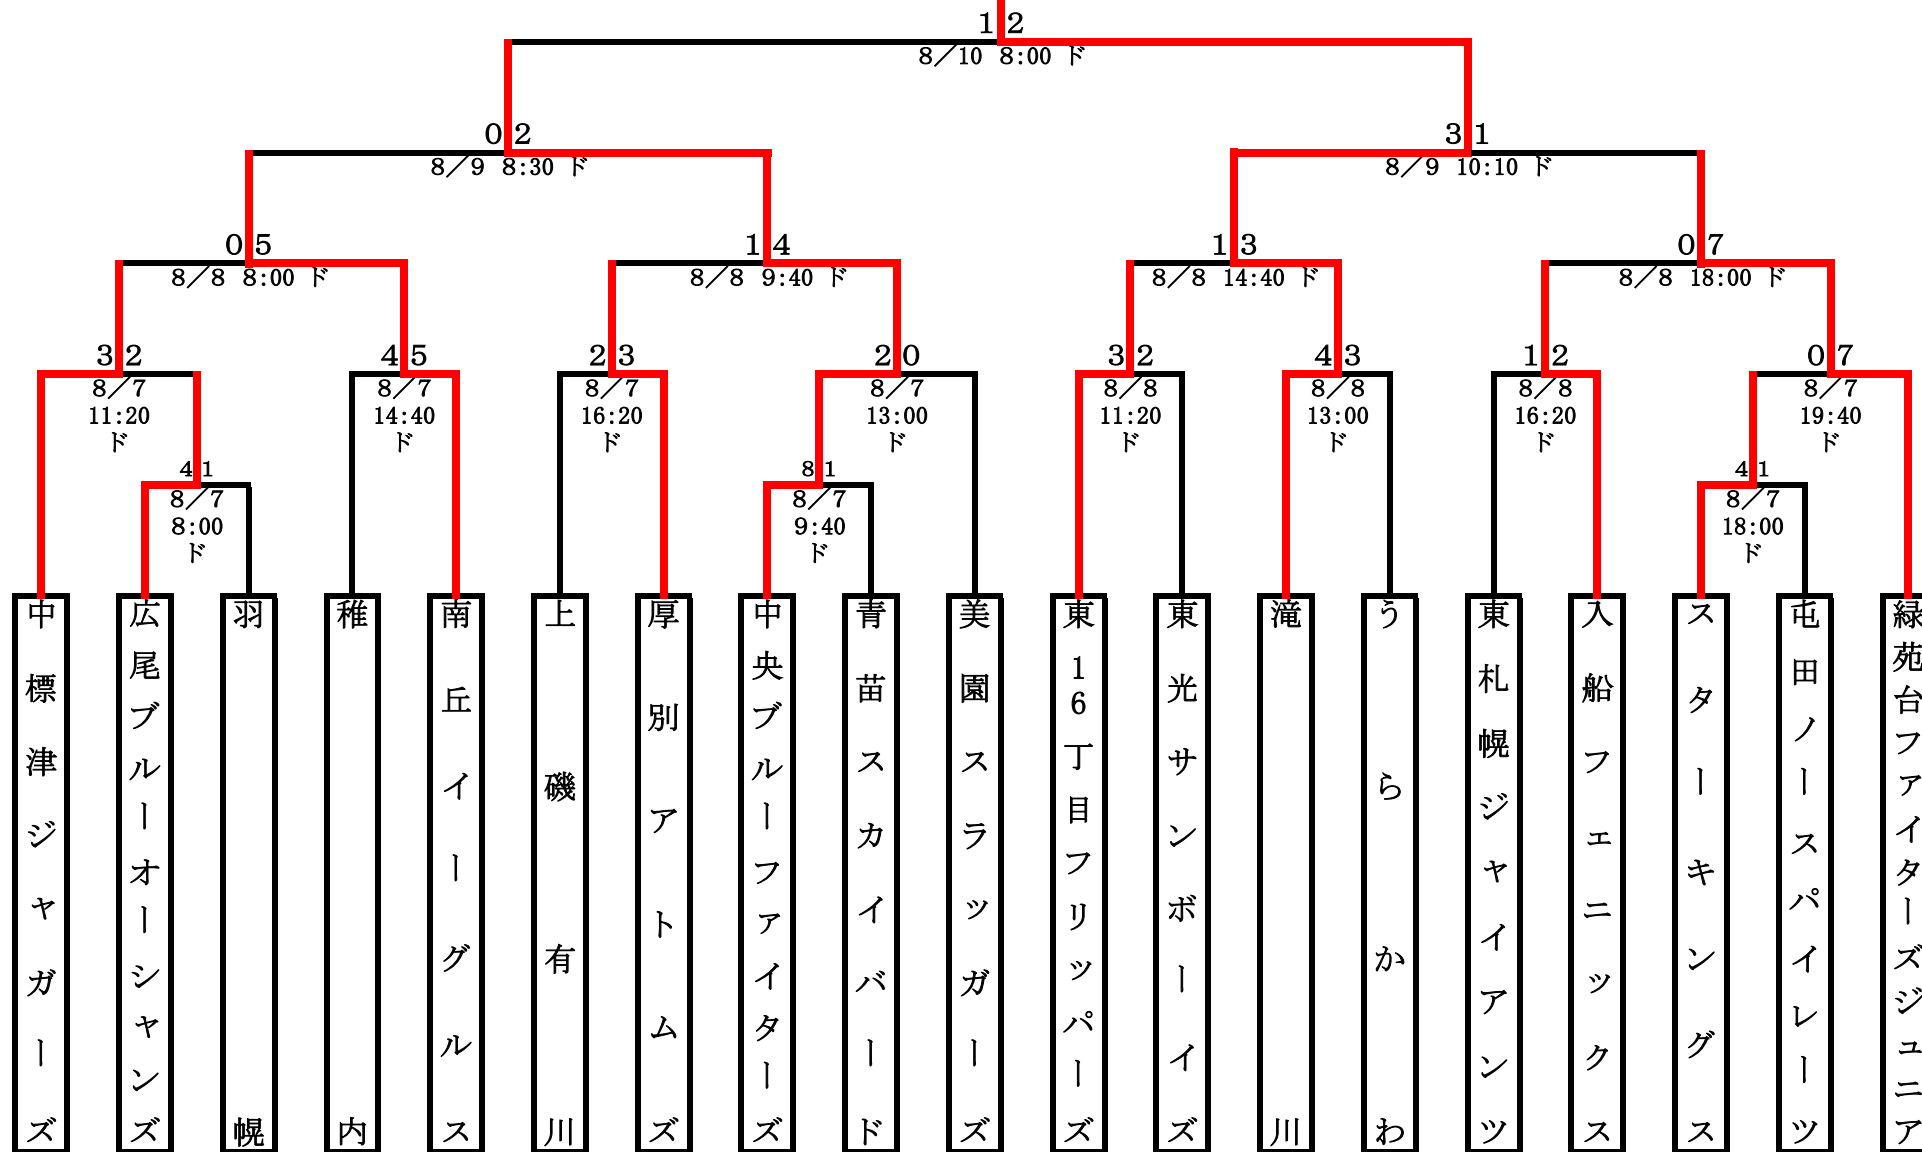 1 2
8／10 8:00 ド
0 2
8／9 8:30 ド
3 1
8／9 10:10 ド
0 5
8／8 8:00 ド
1 4
8／8 9:40 ド
1 3
8／8 14:40 ド
0 7
8／8 18:00 ド
3 2
8／7
11:20
ド
4 5
8／7
14:40
ド
2 3
8／7
16:20
ド
2 0
8／7
13:00
ド
3 2
8／8
11:20
ド
4 3
8／8
13:00
ド
1 2
8／8
16:20
ド
0 7
8／7
19:40
ド
4 1
8／7
8:00
ド
8 1
8／7
9:40
ド
4 1
8／7
18:00
ド
中標津ジャガーズ
広尾ブルーオーシャンズ
羽幌
稚内
南丘イーグルス
上磯有川
厚別アトムズ
中央ブルーファイターズ
青苗スカイバード
美園スラッガーズ
東16丁目フリッパーズ
東光サンボーイズ
滝川
うらかわ
東札幌ジャイアンツ
入船フェニックス
スターキングス
屯田ノースパイレーツ
緑苑台ファイターズジュニア